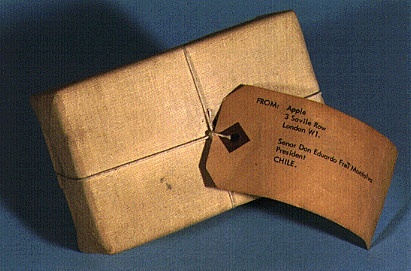 FROM: Apple
3 Savile Row
London W1.
Senor Don Eduardo Frei Montalva
President
CHILE.